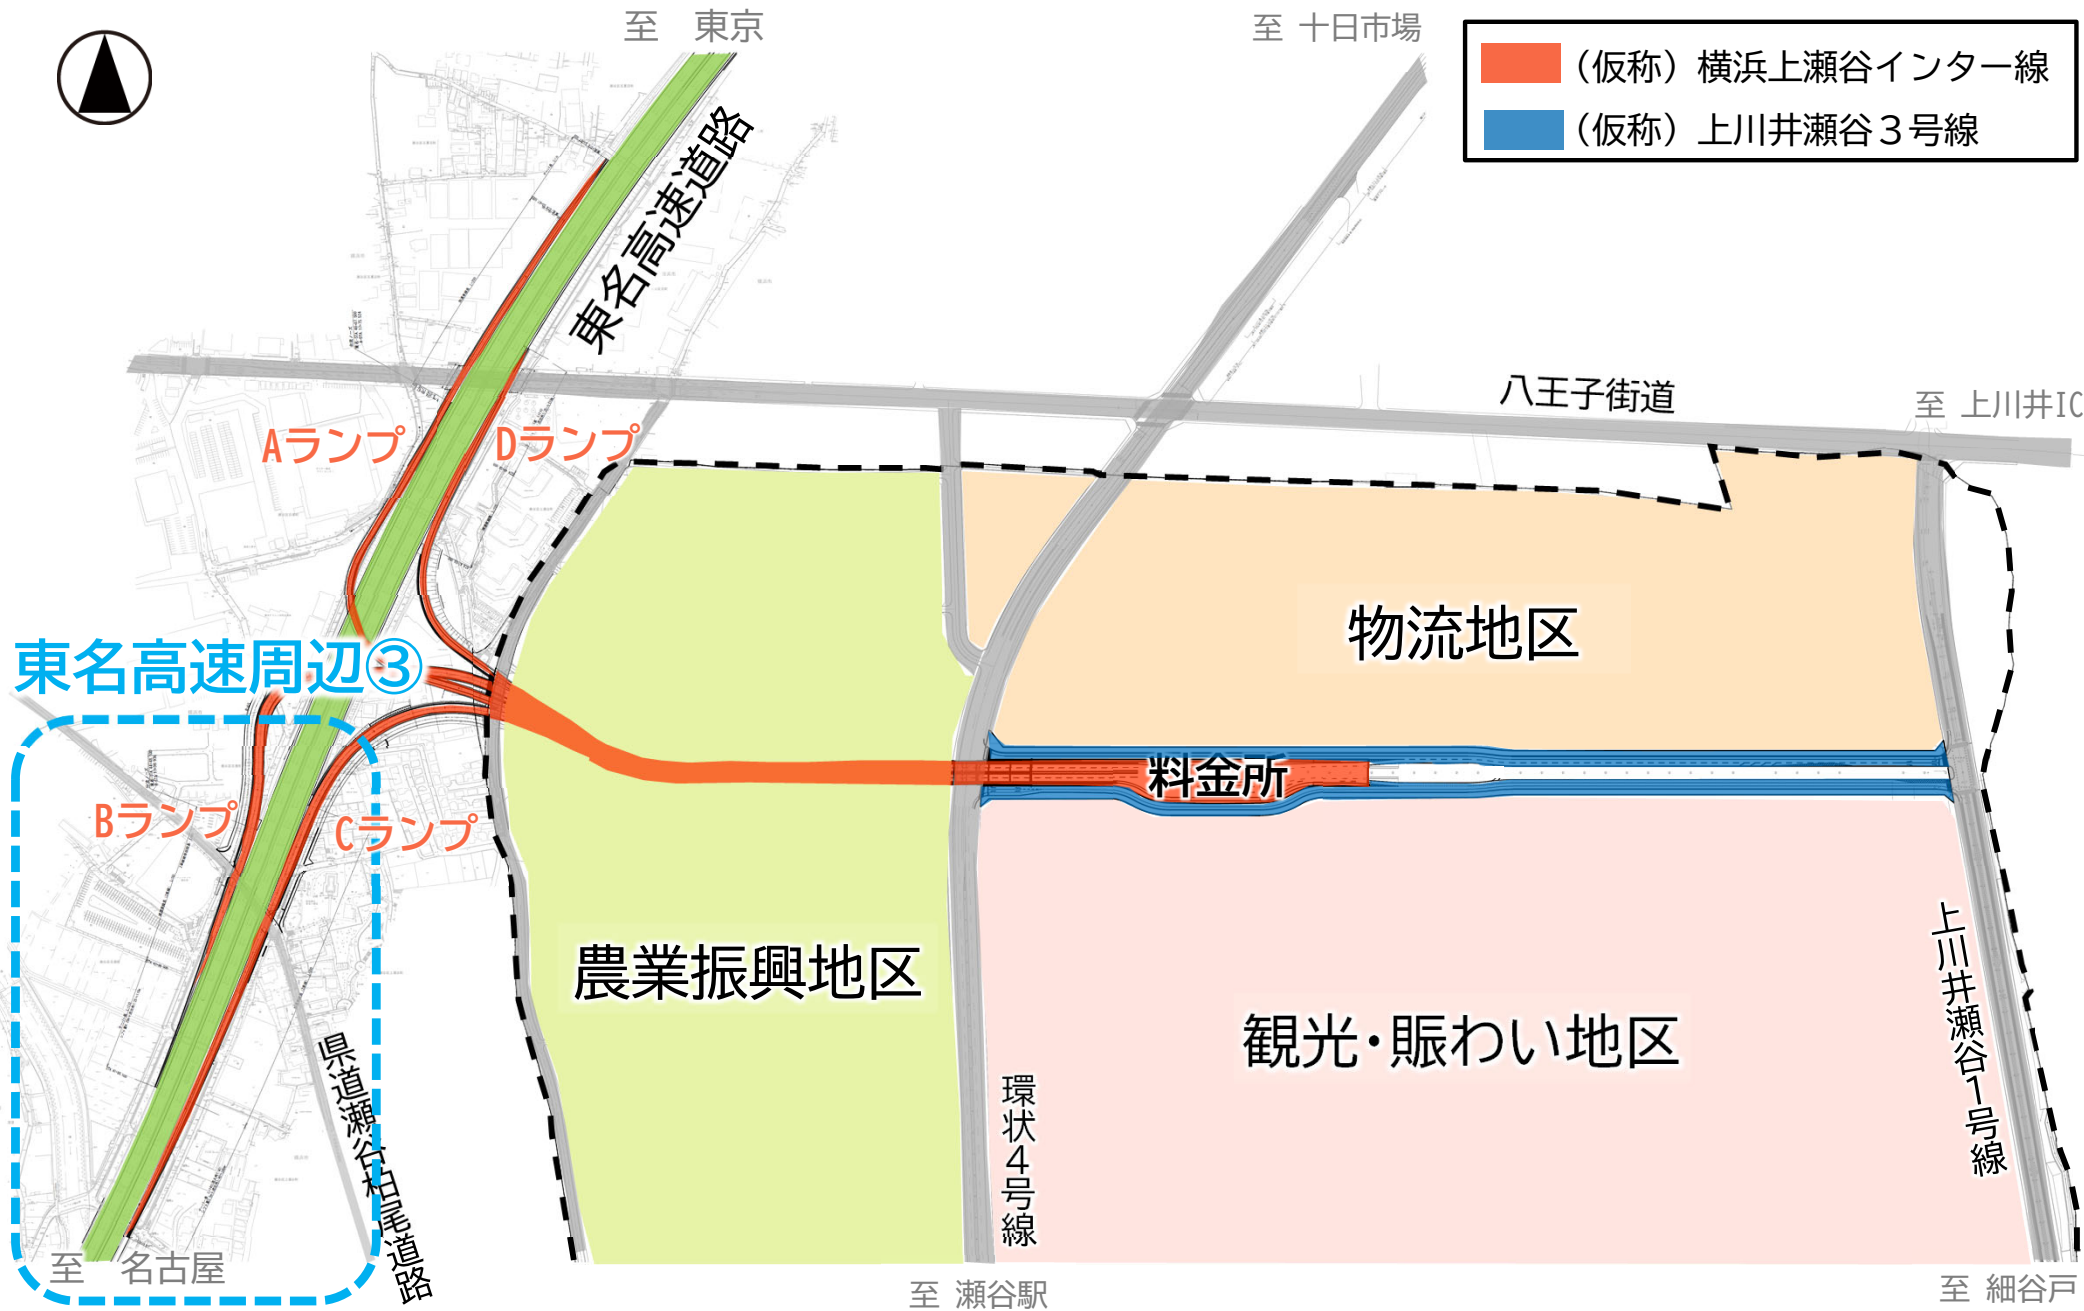 至　東京
至 十日市場
（仮称）横浜上瀬谷インター線
（仮称）上川井瀬谷３号線
東名高速道路
八王子街道
至 上川井IC
Aランプ
Dランプ
物流地区
東名高速周辺③
料金所
Bランプ
Cランプ
農業振興地区
観光・賑わい地区
上川井瀬谷1号線
県道瀬谷柏尾道路
環状4号線
至　名古屋
至 瀬谷駅
至 細谷戸